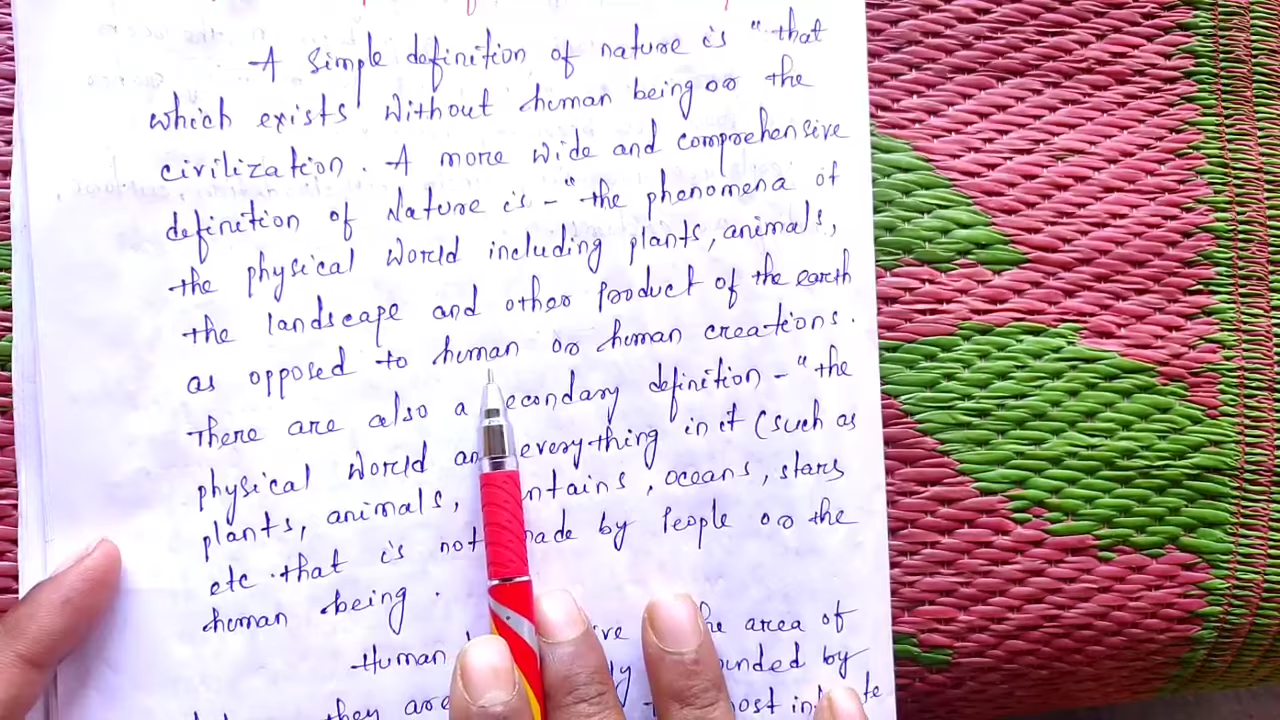 A simple definition of nature is "that
which exists without human being or the
civilization. A more wide and comprehensive
definition of Nature is - "the phenomena of
the physical world including plants, animals,
the landscape and other product of the earth
as opposed to human or human creations.
There are also a secondary definition - "the
physical world and everything in it (such as
plants, animals, ntains, oceans, stars
etc. that is not made by People or the
human being.
Human the area of
by
they are most